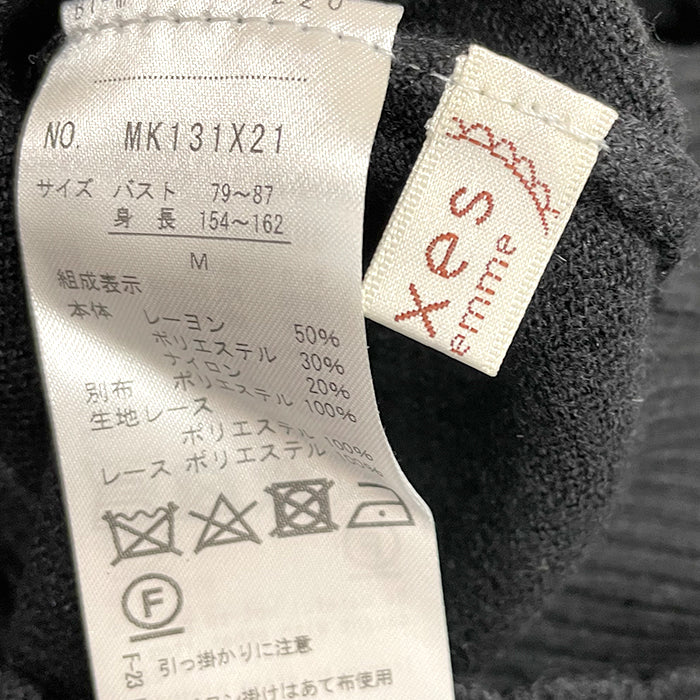 NO. MK131X21
サイズ バスト 79～87
身 長 154～162
M
組成表示
本体 レーヨン 50%
ポリエステル 30%
ナイロン 20%
別布 ポリエステル 100%
生地レース
ポリエステル 100%
レース ポリエステル 100%
F
引っ掛かりに注意
xes
emme